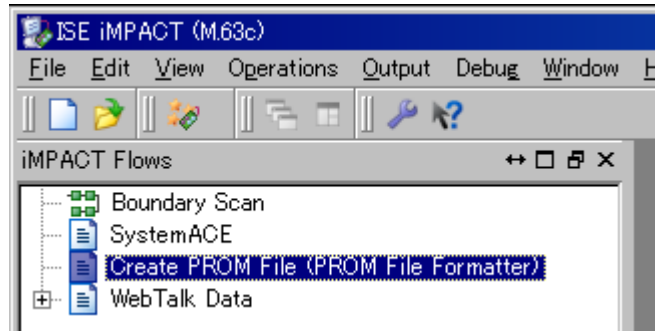 ISE iMPACT (M.63c)
File Edit View Operations Output Debug Window H
iMPACT Flows
Boundary Scan
SystemACE
Create PROM File (PROM File Formatter)
WebTalk Data